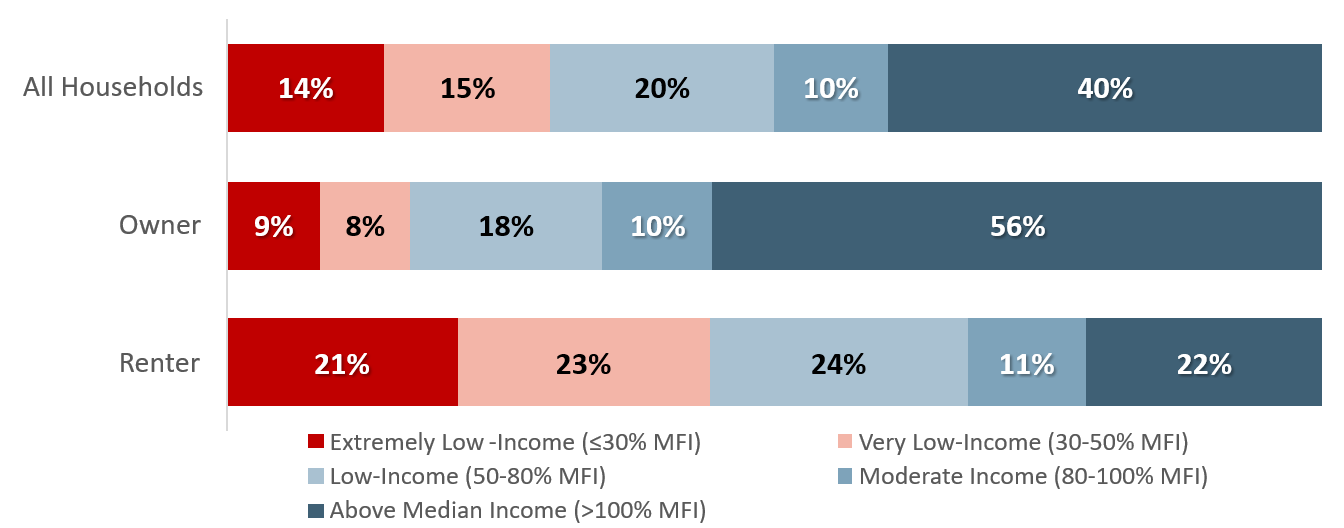 All Households 14% 15% 20% 10% 40%
Owner 9% 8% 18% 10% 56%
Renter 21% 23% 24% 11% 22%
Extremely Low -Income (≤30% MFI) Very Low-Income (30-50% MFI)
Low-Income (50-80% MFI) Moderate Income (80-100% MFI)
Above Median Income (>100% MFI)